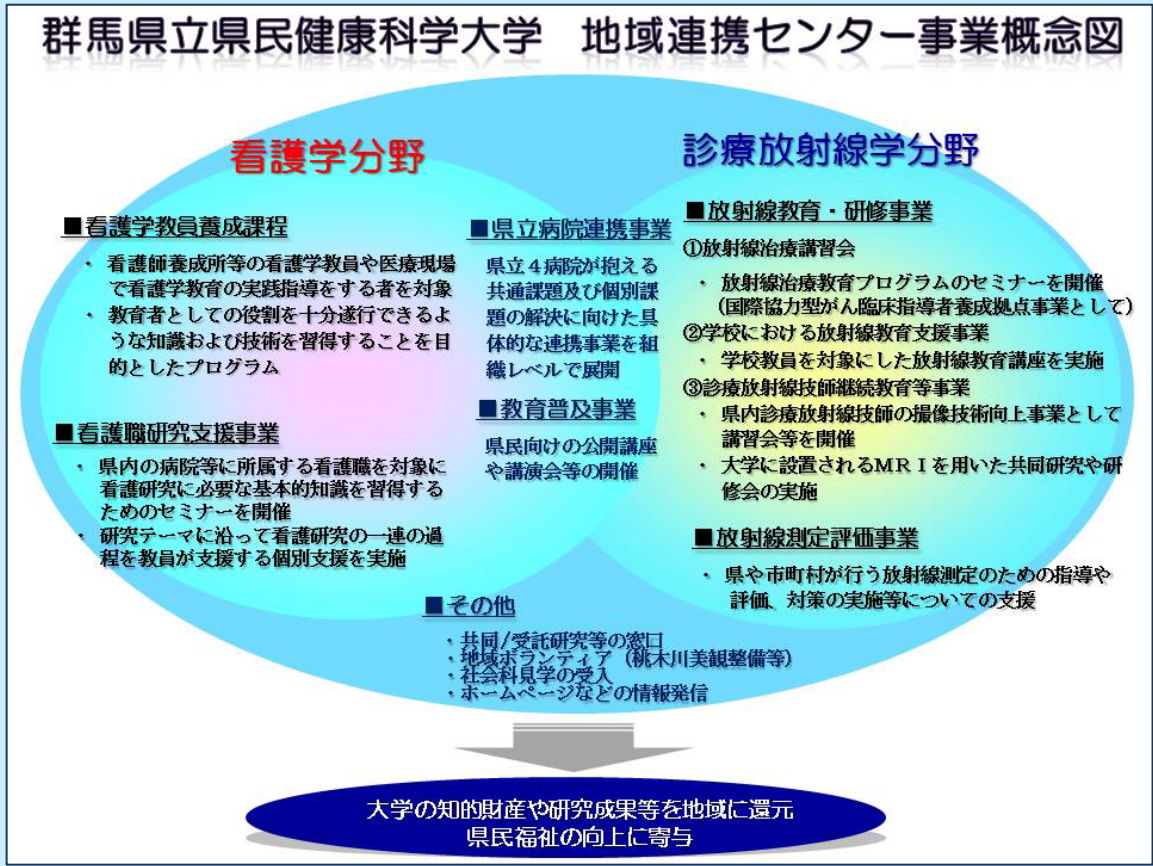 群馬県立県民健康科学大学　地域連携センター事業概念図
看護学分野
■看護学教員養成課程
・ 看護師養成所等の看護学教員や医療現場
で看護学教育の実践指導をする者を対象
・ 教育者としての役割を十分遂行できるよ
うな知識および技術を習得することを目
的としたプログラム
■看護職研究支援事業
・ 県内の病院等に所属する看護職を対象に
看護研究に必要な基本的知識を習得する
ためのセミナーを開催
・ 研究テーマに沿って看護研究の一連の過
程を教員が支援する個別支援を実施
■県立病院連携事業
県立４病院が抱える
共通課題及び個別課
題の解決に向けた具
体的な連携事業を組
織レベルで展開
■教育普及事業
県民向けの公開講座
や講演会等の開催
診療放射線学分野
■放射線教育・研修事業
①放射線治療講習会
・ 放射線治療教育プログラムのセミナーを開催
（国際協力型がん臨床指導者養成拠点事業として）
②学校における放射線教育支援事業
・ 学校教員を対象にした放射線教育講座を実施
③診療放射線技師継続教育等事業
・ 県内診療放射線技師の撮像技術向上事業として
講習会等を開催
・ 大学に設置されるＭＲＩを用いた共同研究や研
修会の実施
■放射線測定評価事業
・ 県や市町村が行う放射線測定のための指導や
評価、対策の実施等についての支援
■その他
・共同/受託研究等の窓口
・地域ボランティア（桃木川美観整備等）
・社会科見学の受入
・ホームページなどの情報発信
大学の知的財産や研究成果等を地域に還元
県民福祉の向上に寄与